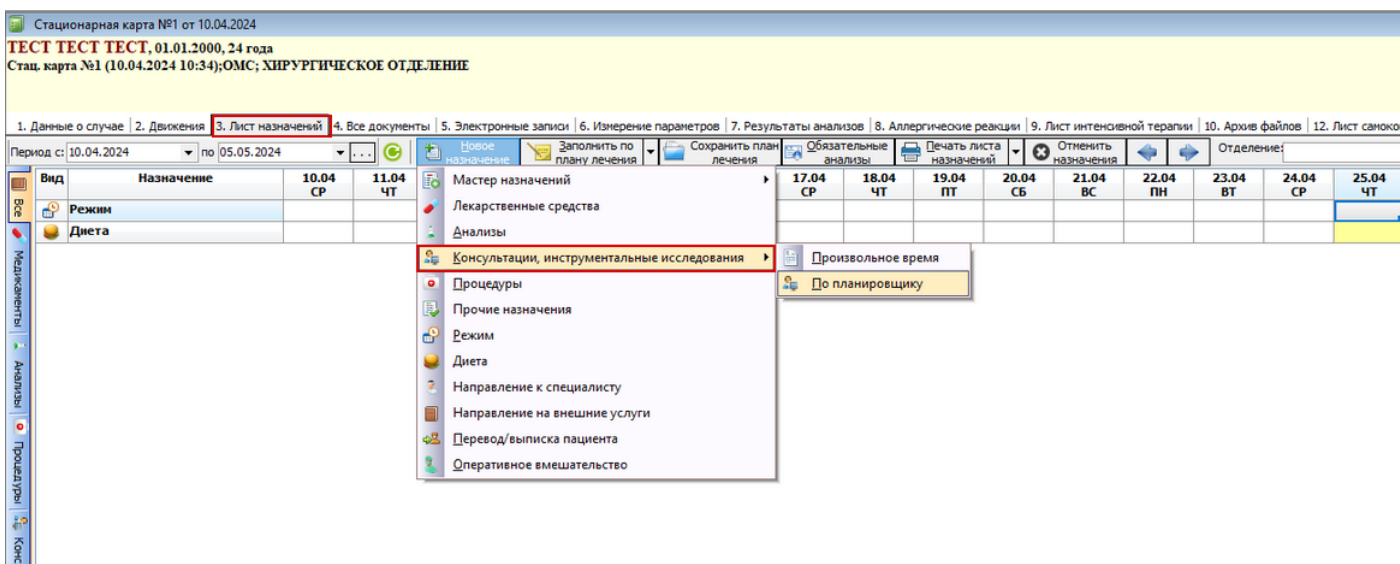 Стационарная карта №1 от 10.04.2024
ТЕСТ ТЕСТ ТЕСТ, 01.01.2000, 24 года
Стац. карта №1 (10.04.2024 10:34);ОМС; ХИРУРГИЧЕСКОЕ ОТДЕЛЕНИЕ
1. Данные о случае 2. Движения 3. Лист назначений 4. Все документы 5. Электронные записи 6. Измерение параметров 7. Результаты анализов 8. Аллергические реакции 9. Лист интенсивной терапии 10. Архив файлов 12. Лист самоко
Период с: 10.04.2024 по 05.05.2024 ... Новое назначение Заполнить по плану лечения Сохранить план лечения Обязательные анализы Печать листа назначений Отменить назначения Отделение:
Вид Назначение 10.04 СР 11.04 ЧТ 17.04 СР 18.04 ЧТ 19.04 ПТ 20.04 СБ 21.04 ВС 22.04 ПН 23.04 ВТ 24.04 СР 25.04 ЧТ
Режим
Диета
Мастер назначений
Лекарственные средства
Анализы
Консультации, инструментальные исследования
Произвольное время
По планировщику
Процедуры
Прочие назначения
Режим
Диета
Направление к специалисту
Направление на внешние услуги
Перевод/выписка пациента
Оперативное вмешательство
Все
Медикаменты
Анализы
Процедуры
Конс